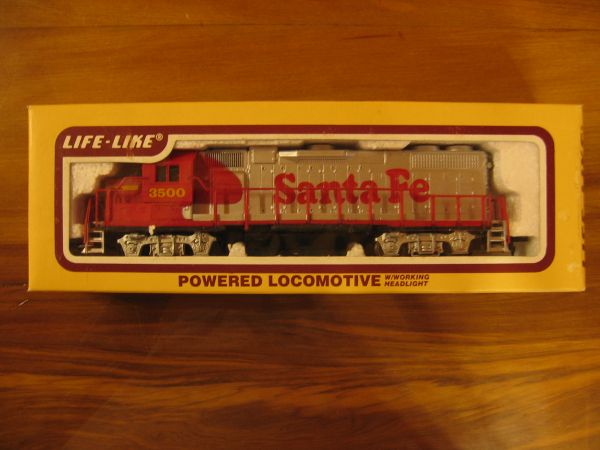 LIFE-LIKE®
3500
Santa Fe
POWERED LOCOMOTIVE W/WORKING
HEADLIGHT